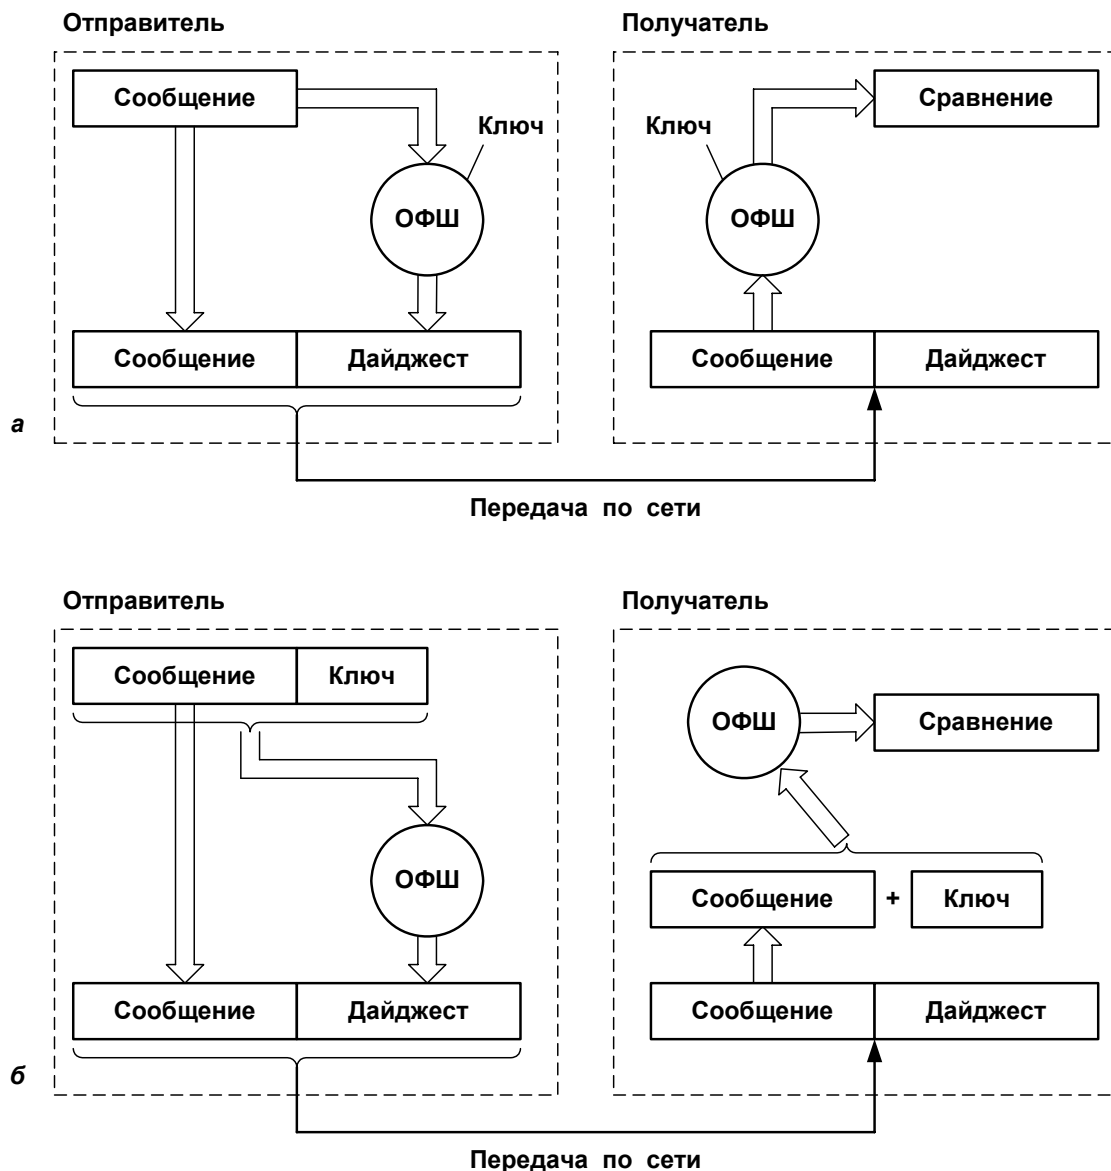 Отправитель
Получатель
Сообщение
Сравнение
Ключ
Ключ
ОФШ
ОФШ
Сообщение
Дайджест
Сообщение
Дайджест
а
Передача по сети
Отправитель
Получатель
Сообщение
Ключ
ОФШ
Сравнение
ОФШ
Сообщение
+
Ключ
Сообщение
Дайджест
Сообщение
Дайджест
б
Передача по сети